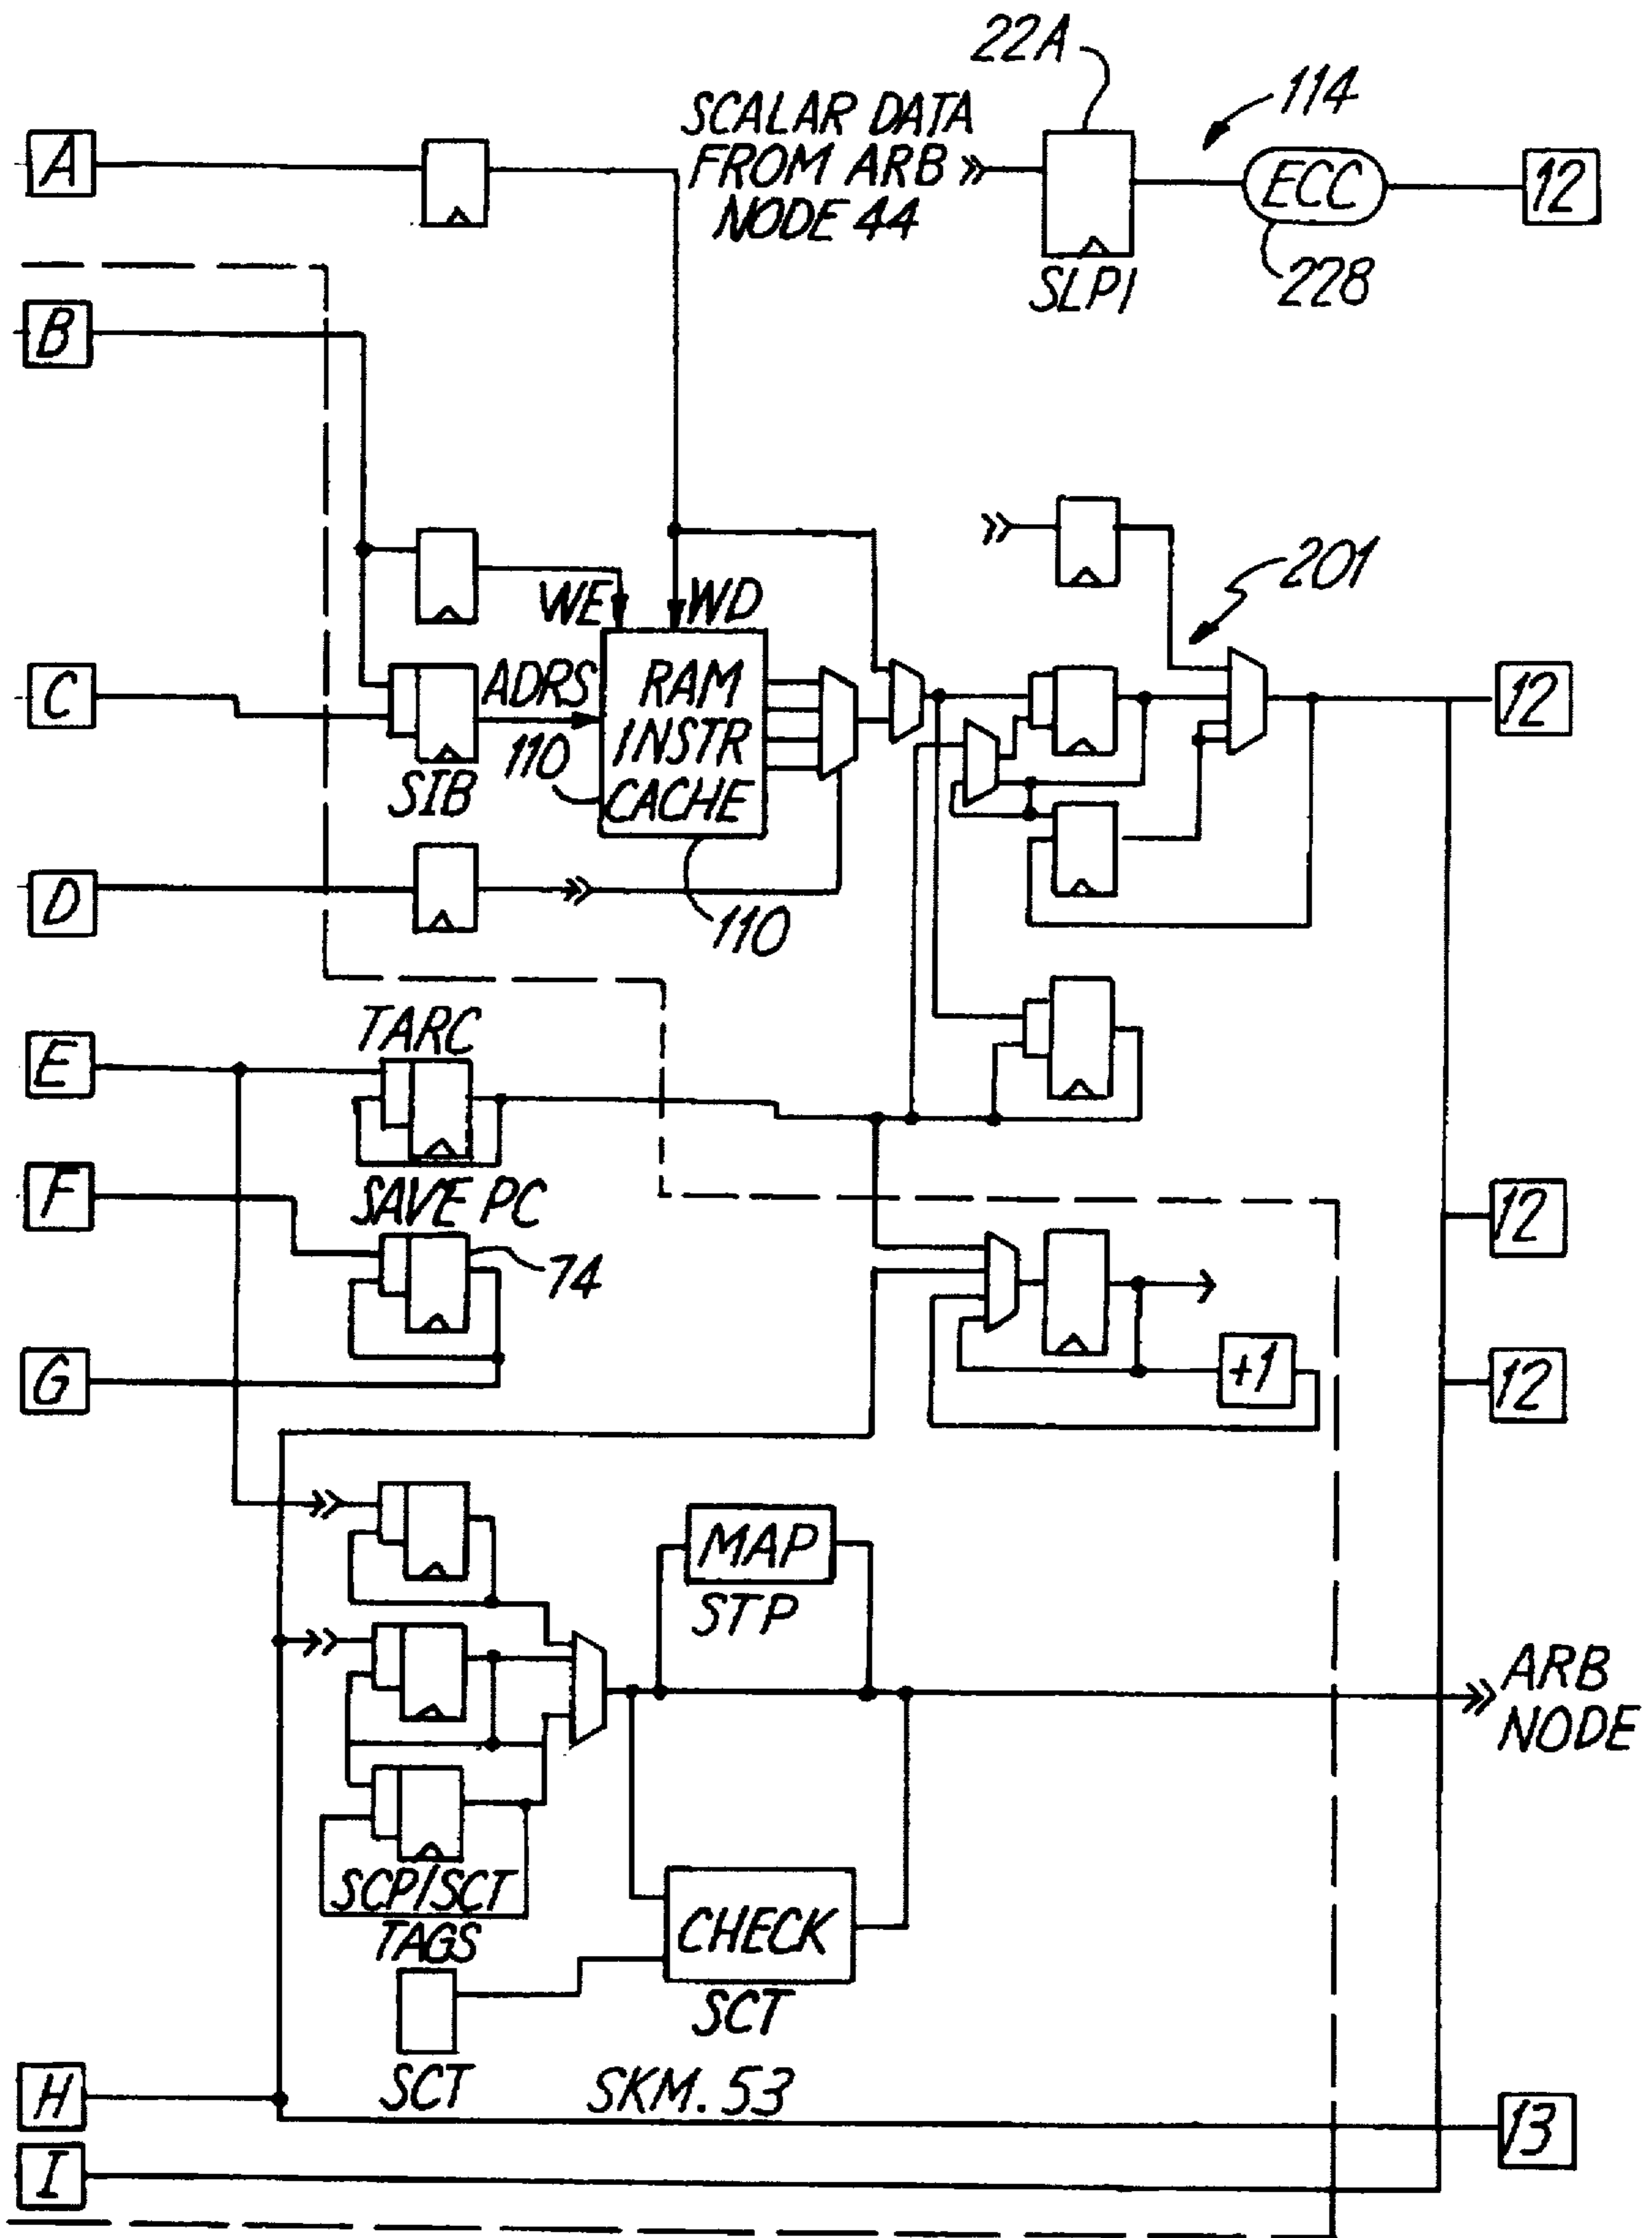 22A
114
SCALAR DATA
FROM ARB
NODE 44
A
ECC
12
SLP1
228
B
201
WE
WD
C
ADRS
RAM
INSTR
CACHE
12
110
SIB
D
110
TARC
E
F
SAVE PC
12
74
G
+1
12
MAP
STP
ARB
NODE
SCP/SCT
TAGS
CHECK
SCT
SCT
H
SKM. 53
13
I